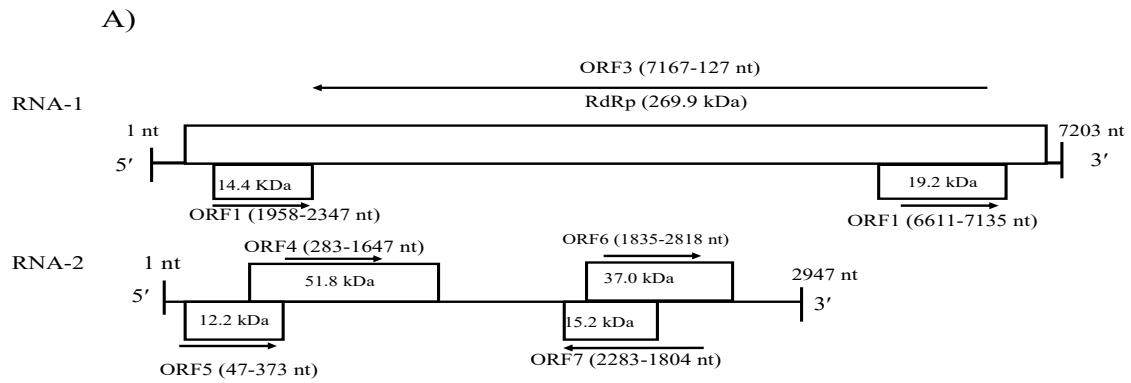 A)
ORF3 (7167-127 nt)
RNA-1
RdRp (269.9 kDa)
1 nt
7203 nt
5′
3′
14.4 KDa
19.2 kDa
ORF1 (1958-2347 nt)
ORF1 (6611-7135 nt)
RNA-2
ORF4 (283-1647 nt)
ORF6 (1835-2818 nt)
1 nt
2947 nt
5′
51.8 kDa
37.0 kDa
3′
12.2 kDa
15.2 kDa
ORF5 (47-373 nt)
ORF7 (2283-1804 nt)